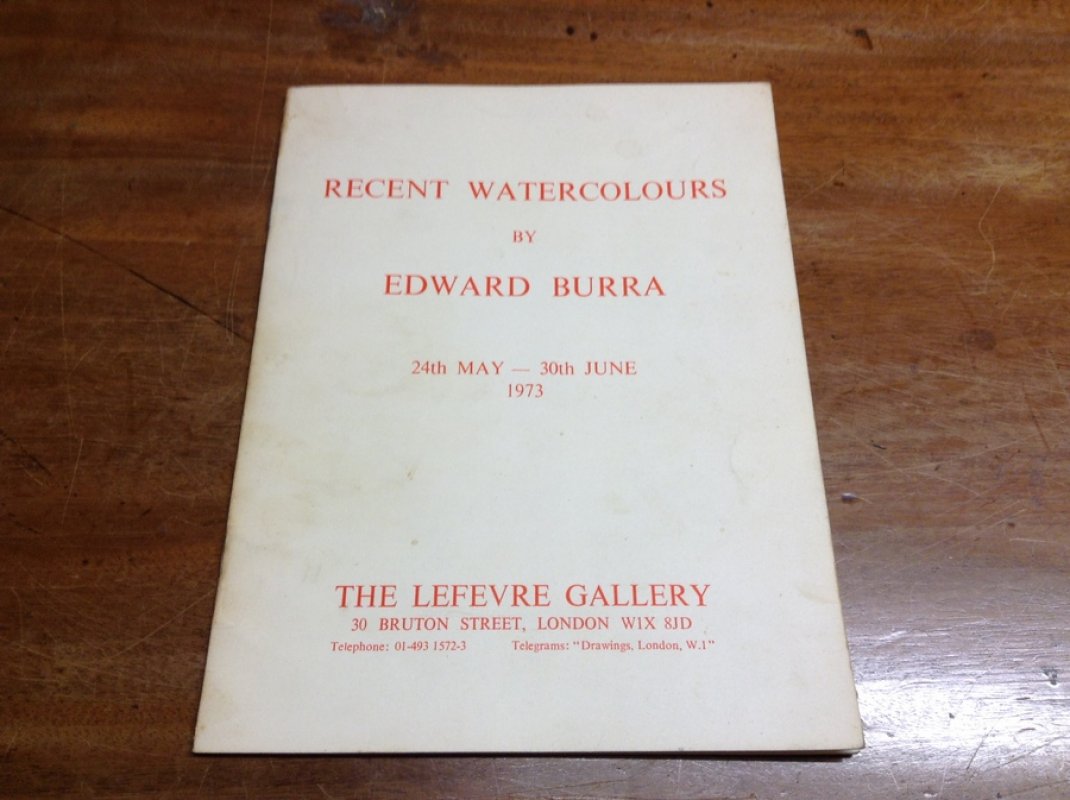 RECENT WATERCOLOURS
BY
EDWARD BURRA
24th MAY — 30th JUNE
1973
THE LEFEVRE GALLERY
30 BRUTON STREET, LONDON W1X 8JD
Telephone: 01-493 1572-3 Telegrams: "Drawings, London, W.1"